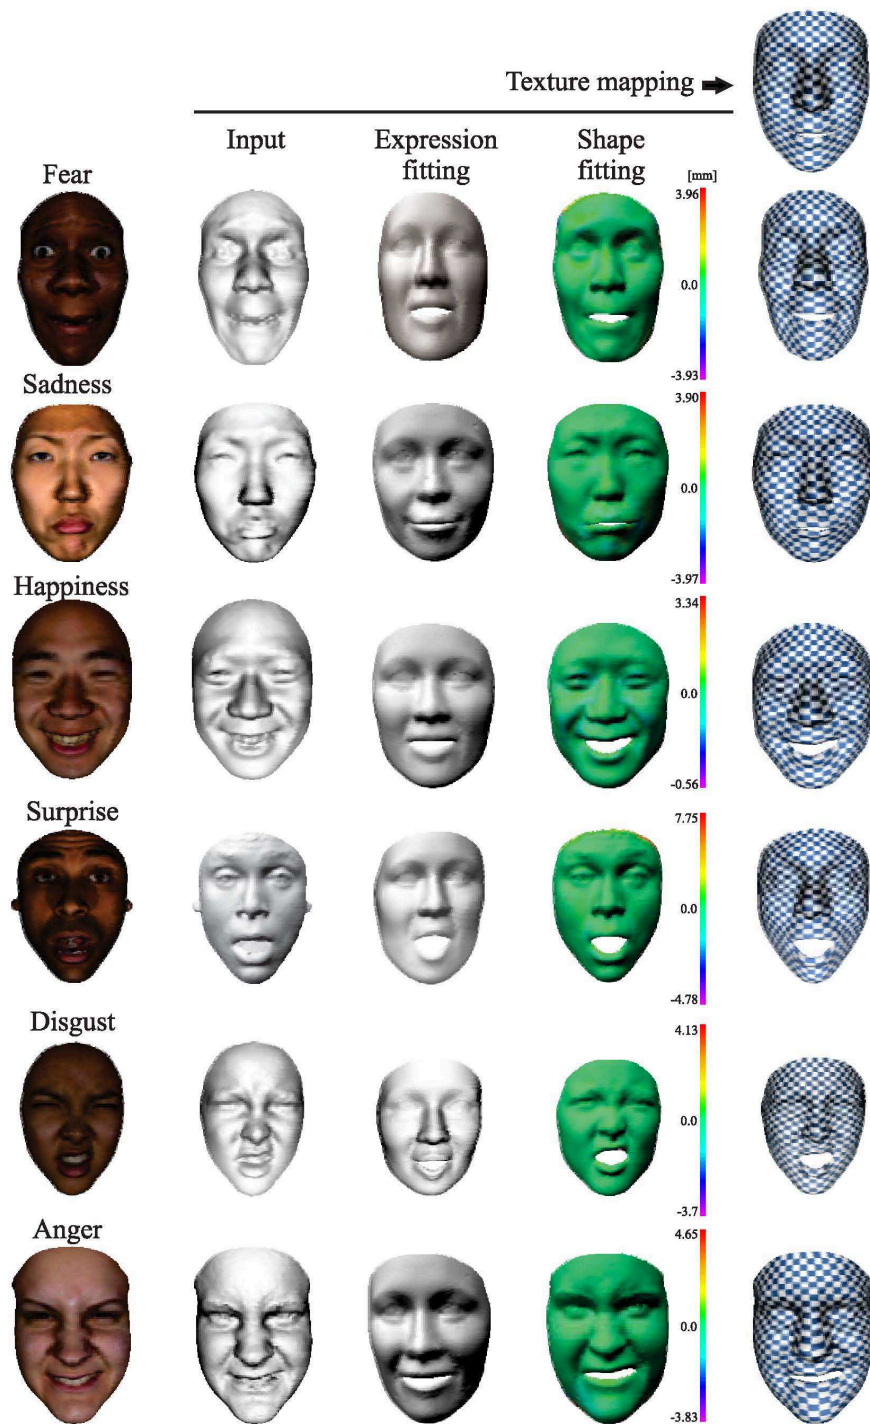 Texture mapping
Input
Expression
fitting
Shape
fitting
[mm]
Fear
3.96
0.0
-3.93
Sadness
3.90
0.0
-3.97
Happiness
3.34
0.0
-0.56
Surprise
7.75
0.0
-4.78
Disgust
4.13
0.0
-3.7
Anger
4.65
0.0
-3.83